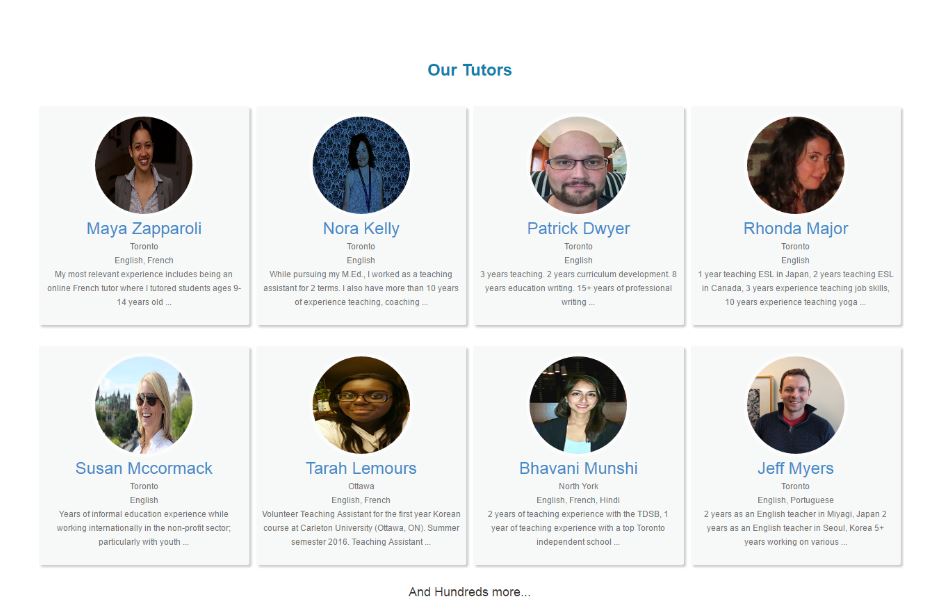 Our Tutors
Maya Zapparoli
Toronto
English, French
My most relevant experience includes being an
online French tutor where I tutored students ages 9-
14 years old ...
Nora Kelly
Toronto
English
While pursuing my M.Ed., I worked as a teaching
assistant for 2 terms. I also have more than 10 years
of experience teaching, coaching ...
Patrick Dwyer
Toronto
English
3 years teaching. 2 years curriculum development. 8
years education writing. 15+ years of professional
writing ...
Rhonda Major
Toronto
English
1 year teaching ESL in Japan, 2 years teaching ESL
in Canada, 3 years experience teaching job skills,
10 years experience teaching yoga ...
Susan Mccormack
Toronto
English
Years of informal education experience while
working internationally in the non-profit sector;
particularly with youth ...
Tarah Lemours
Ottawa
English, French
Volunteer Teaching Assistant for the first year Korean
course at Carleton University (Ottawa, ON). Summer
semester 2016. Teaching Assistant ...
Bhavani Munshi
North York
English, French, Hindi
2 years of teaching experience with the TDSB, 1
year of teaching experience with a top Toronto
independent school ...
Jeff Myers
Toronto
English, Portuguese
2 years as an English teacher in Miyagi, Japan 2
years as an English teacher in Seoul, Korea 5+
years working on various ...
And Hundreds more...